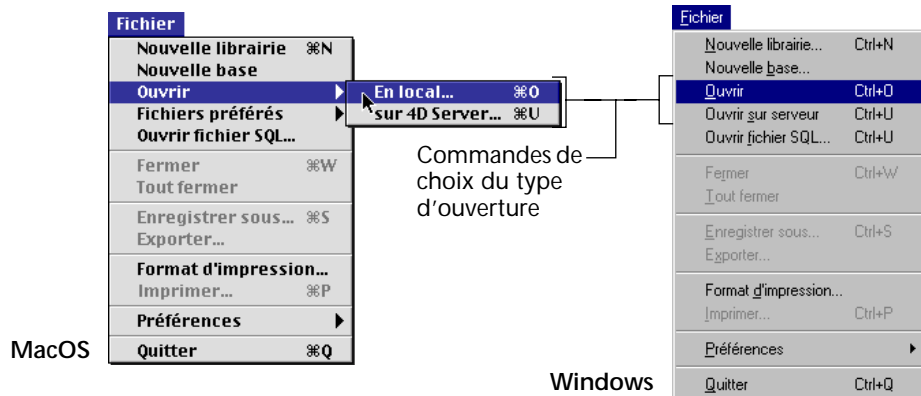 Fichier
Nouvelle librairie ⌘N
Nouvelle base
Ouvrir
Fichiers préférés
Ouvrir fichier SQL...
Fermer ⌘W
Tout fermer
Enregistrer sous... ⌘S
Exporter...
Format d'impression...
Imprimer... ⌘P
Préférences
Quitter ⌘Q
En local... ⌘O
sur 4D Server... ⌘U
Commandes de
choix du type
d'ouverture
MacOS
Fichier
Nouvelle librairie... Ctrl+N
Nouvelle base...
Ouvrir Ctrl+O
Ouvrir sur serveur Ctrl+U
Ouvrir fichier SQL... Ctrl+U
Fermer Ctrl+W
Tout fermer
Enregistrer sous... Ctrl+S
Exporter...
Format d'impression...
Imprimer... Ctrl+P
Préférences
Quitter Ctrl+Q
Windows